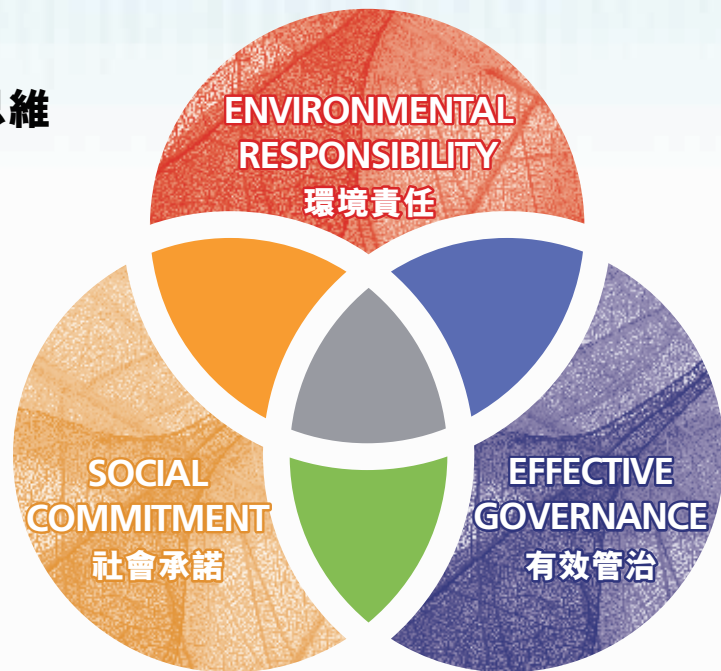 思維
ENVIRONMENTAL
RESPONSIBILITY
環境責任
SOCIAL
COMMITMENT
社會承諾
EFFECTIVE
GOVERNANCE
有效管治